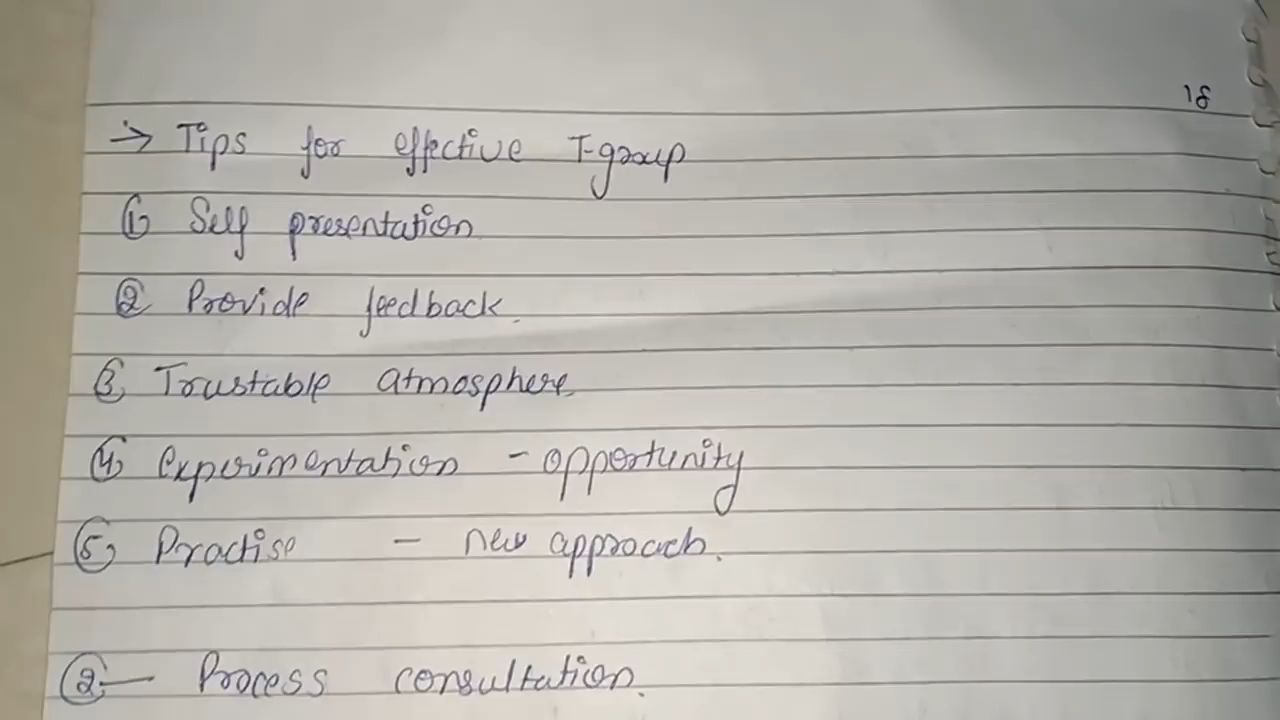 18
→ Tips for effective T-group
① Self presentation
② Provide feedback.
③ Trustable atmosphere.
④ Experimentation - opportunity
⑤ Practise - new approach.
②— Process consultation.